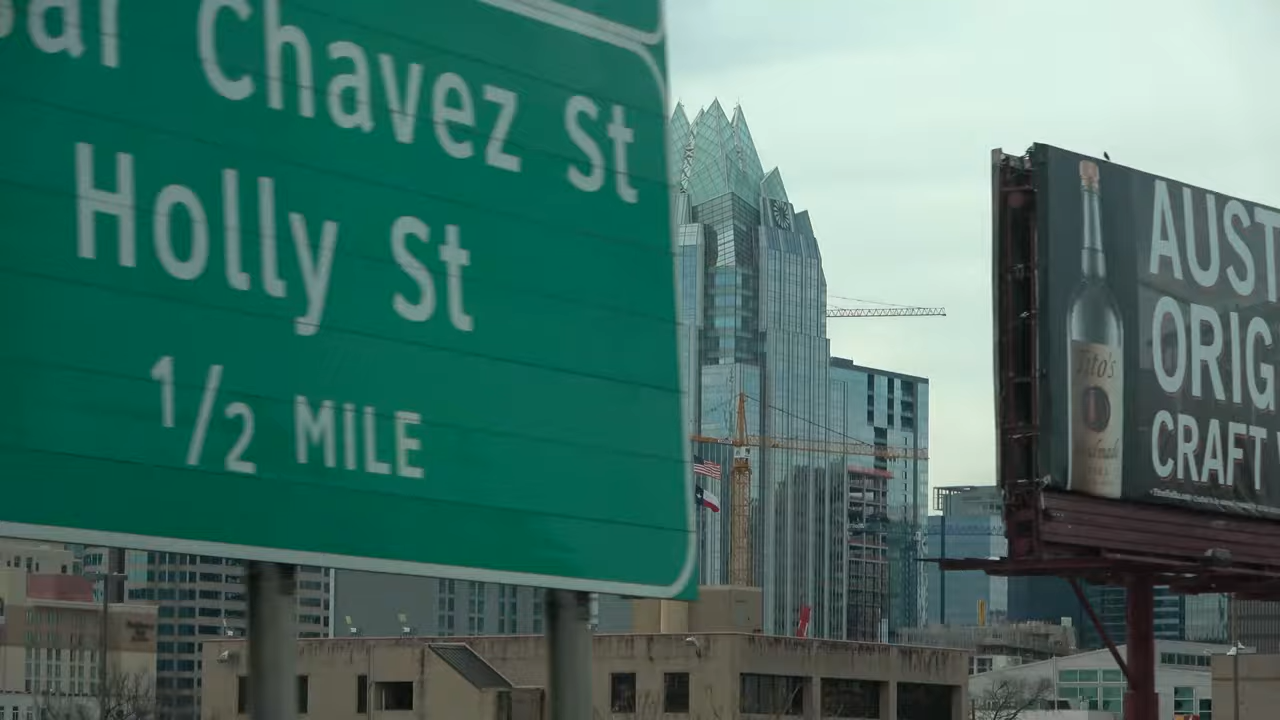 Chavez St
Holly St
1/2 MILE
AUST
ORIG
CRAFT
Tito's